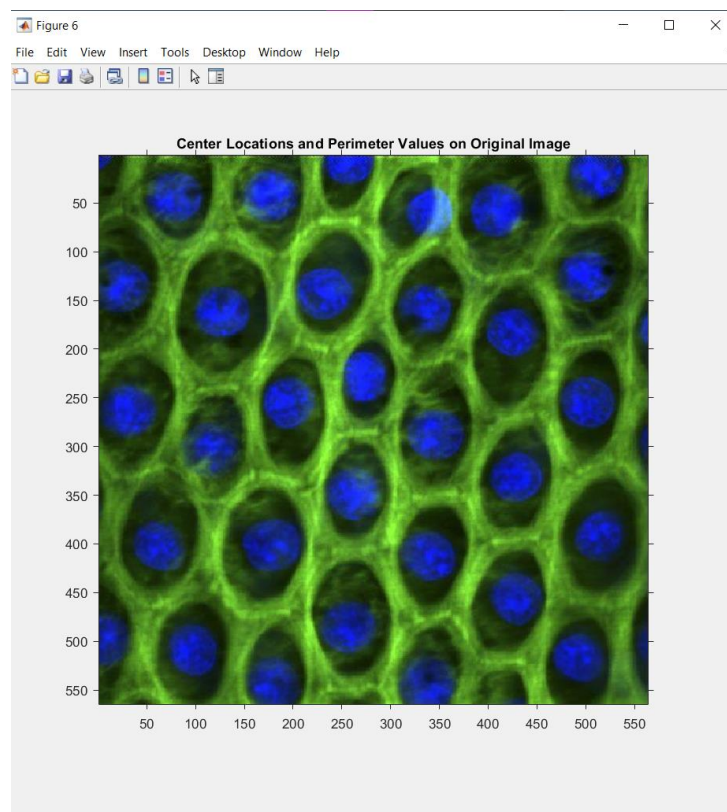 Figure 6
File Edit View Insert Tools Desktop Window Help
Center Locations and Perimeter Values on Original Image
50
100
150
200
250
300
350
400
450
500
550
50 100 150 200 250 300 350 400 450 500 550